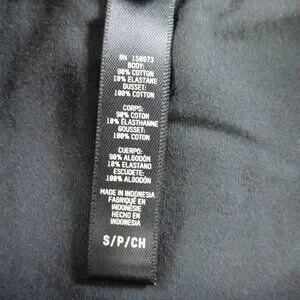 RN 150973
BODY:
90% COTTON
10% ELASTANE
GUSSET:
100% COTTON
CORPS:
90% COTON
10% ÉLASTHANNE
GOUSSET:
100% COTON
CUERPO:
90% ALGODÓN
10% ELASTANO
ESCUDETE:
100% ALGODÓN
MADE IN INDONESIA
FABRIQUÉ EN
INDONÉSIE
HECHO EN
INDONESIA
S/P/CH